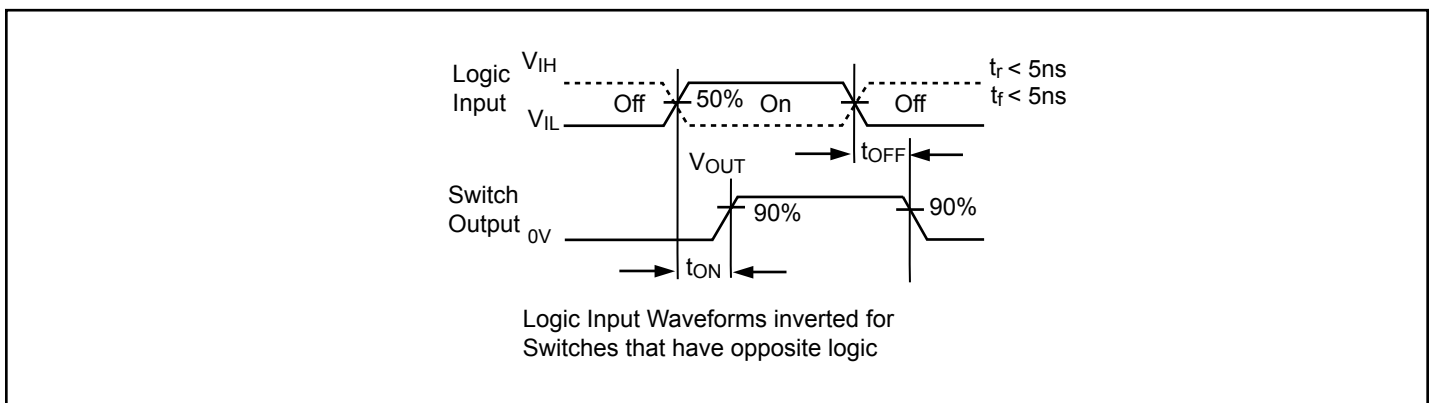 Logic Input
VIH
VIL
Off
50%
On
Off
tr < 5ns
tf < 5ns
tOFF
VOUT
Switch Output
0V
90%
90%
tON
Logic Input Waveforms inverted for
Switches that have opposite logic